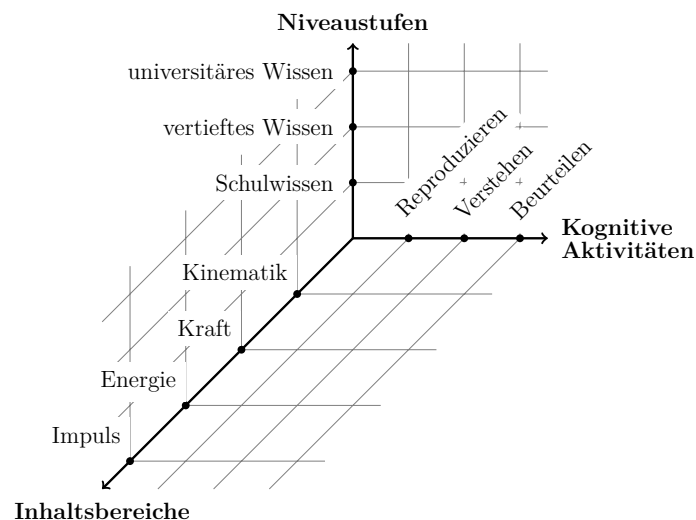 Niveaustufen
universitäres Wissen
vertieftes Wissen
Schulwissen
Reproduzieren
Verstehen
Beurteilen
Kognitive
Aktivitäten
Kinematik
Kraft
Energie
Impuls
Inhaltsbereiche